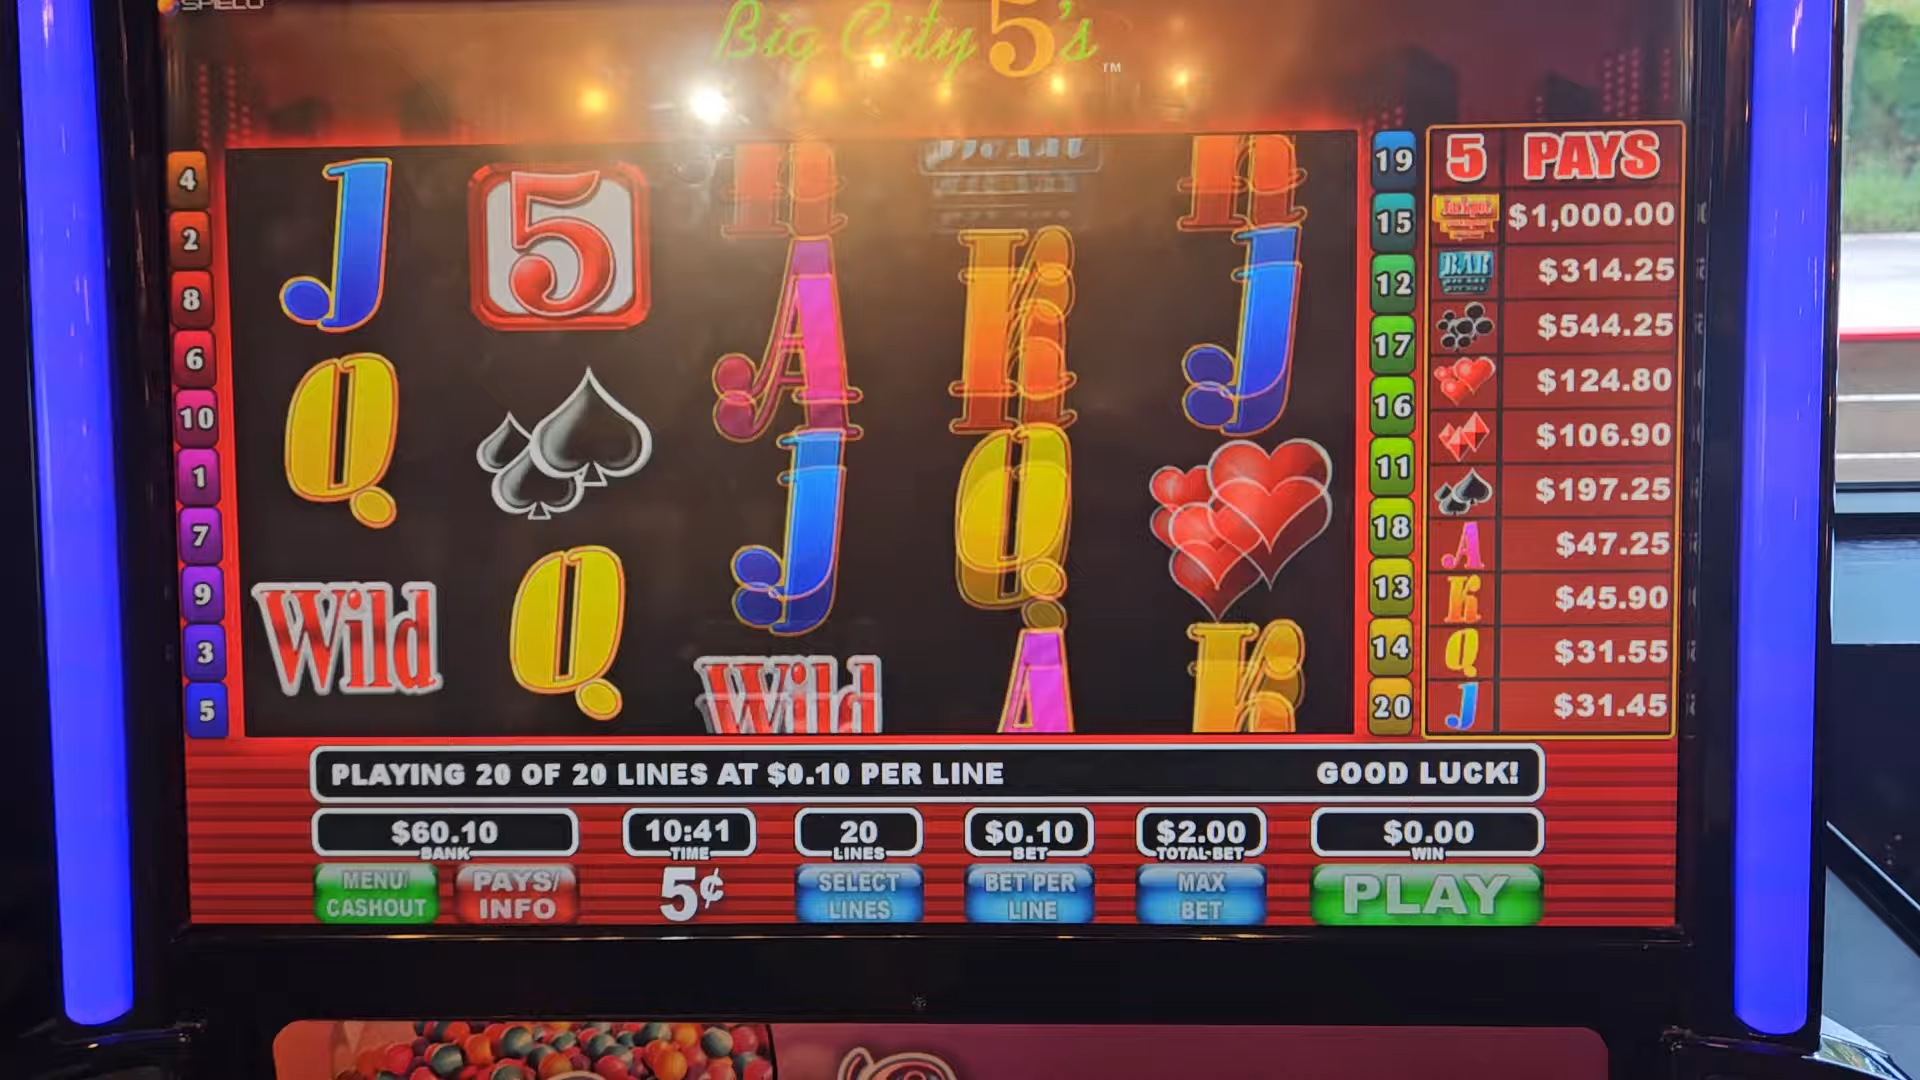 SPIELO
Big City 5's™
4
2
8
6
10
1
7
9
3
5
J
5
A
K
J
Q
J
Q
Wild
Q
Wild
A
K
19
15
12
17
16
11
18
13
14
20
5 PAYS
$1,000.00
BAR $314.25
$544.25
$124.80
$106.90
$197.25
A $47.25
K $45.90
Q $31.55
J $31.45
PLAYING 20 OF 20 LINES AT $0.10 PER LINE GOOD LUCK!
$60.10 10:41 20 $0.10 $2.00 $0.00
BANK TIME LINES BET TOTAL BET WIN
MENU/ CASHOUT
PAYS/ INFO
5¢
SELECT LINES
BET PER LINE
MAX BET
PLAY